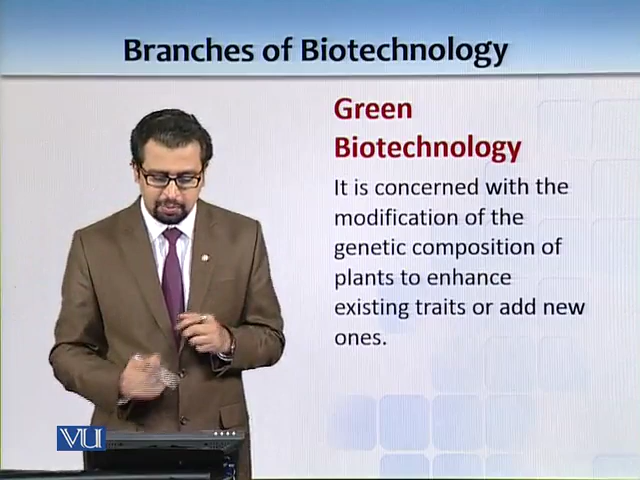 Branches of Biotechnology
Green
Biotechnology
It is concerned with the
modification of the
genetic composition of
plants to enhance
existing traits or add new
ones.
VU